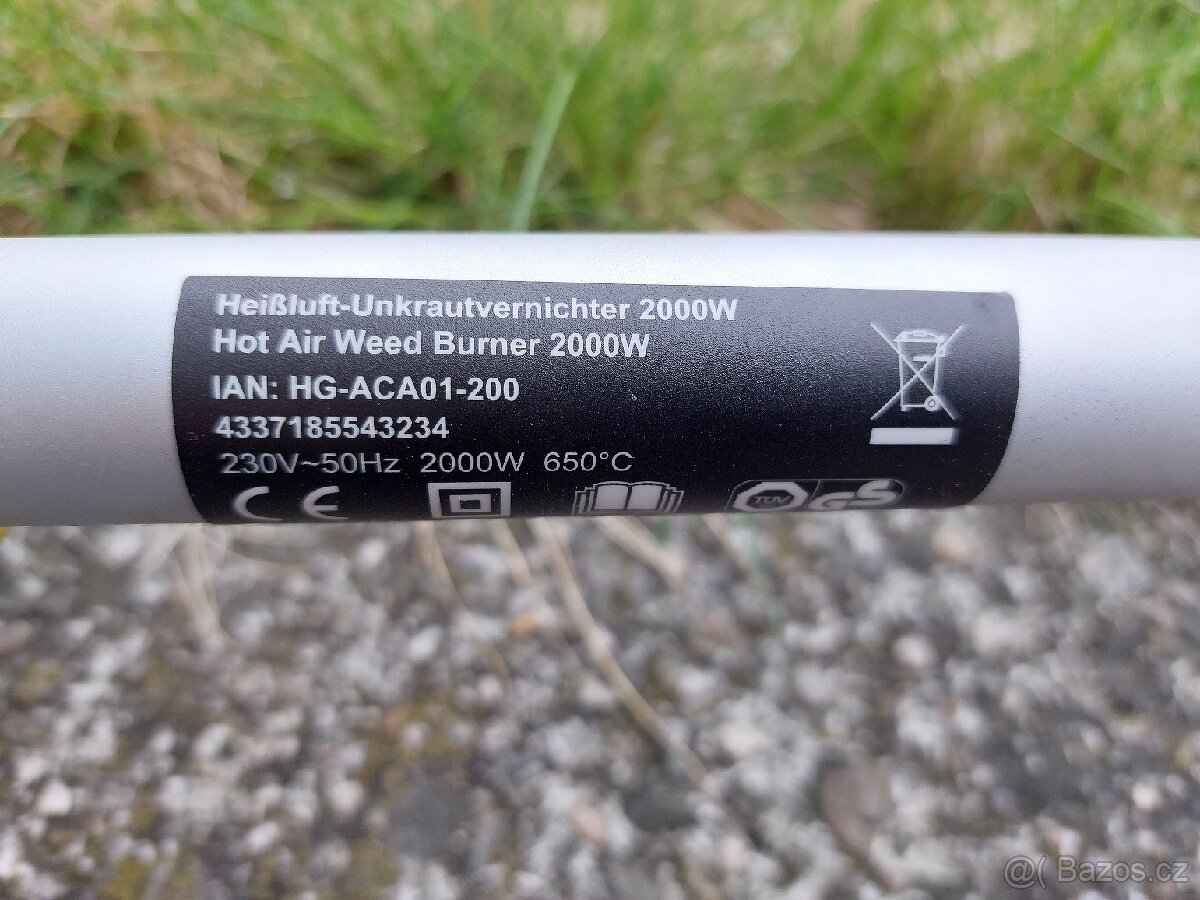 Heißluft-Unkrautvernichter 2000W
Hot Air Weed Burner 2000W
IAN: HG-ACA01-200
4337185543234
230V~50Hz 2000W 650°C
CE TÜV GS
@( Bazos.cz